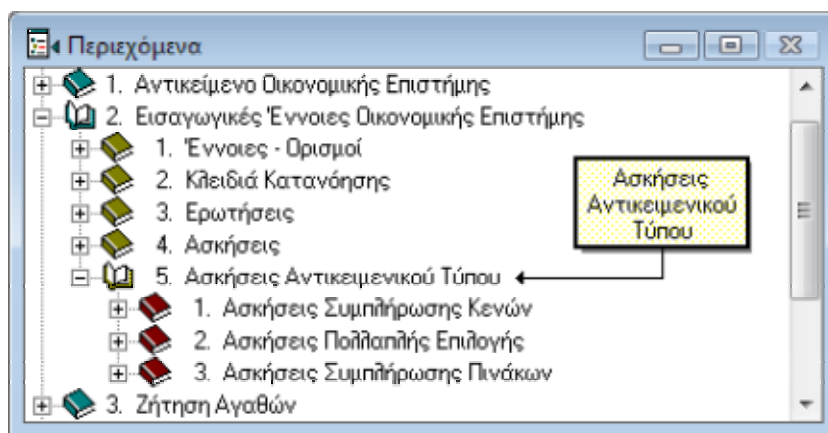 Περιεχόμενα
1. Αντικείμενο Οικονομικής Επιστήμης
2. Εισαγωγικές Έννοιες Οικονομικής Επιστήμης
1. Έννοιες - Ορισμοί
2. Κλειδιά Κατανόησης
3. Ερωτήσεις
4. Ασκήσεις
5. Ασκήσεις Αντικειμενικού Τύπου
1. Ασκήσεις Συμπλήρωσης Κενών
2. Ασκήσεις Πολλαπλής Επιλογής
3. Ασκήσεις Συμπλήρωσης Πινάκων
3. Ζήτηση Αγαθών
Ασκήσεις
Αντικειμενικού
Τύπου